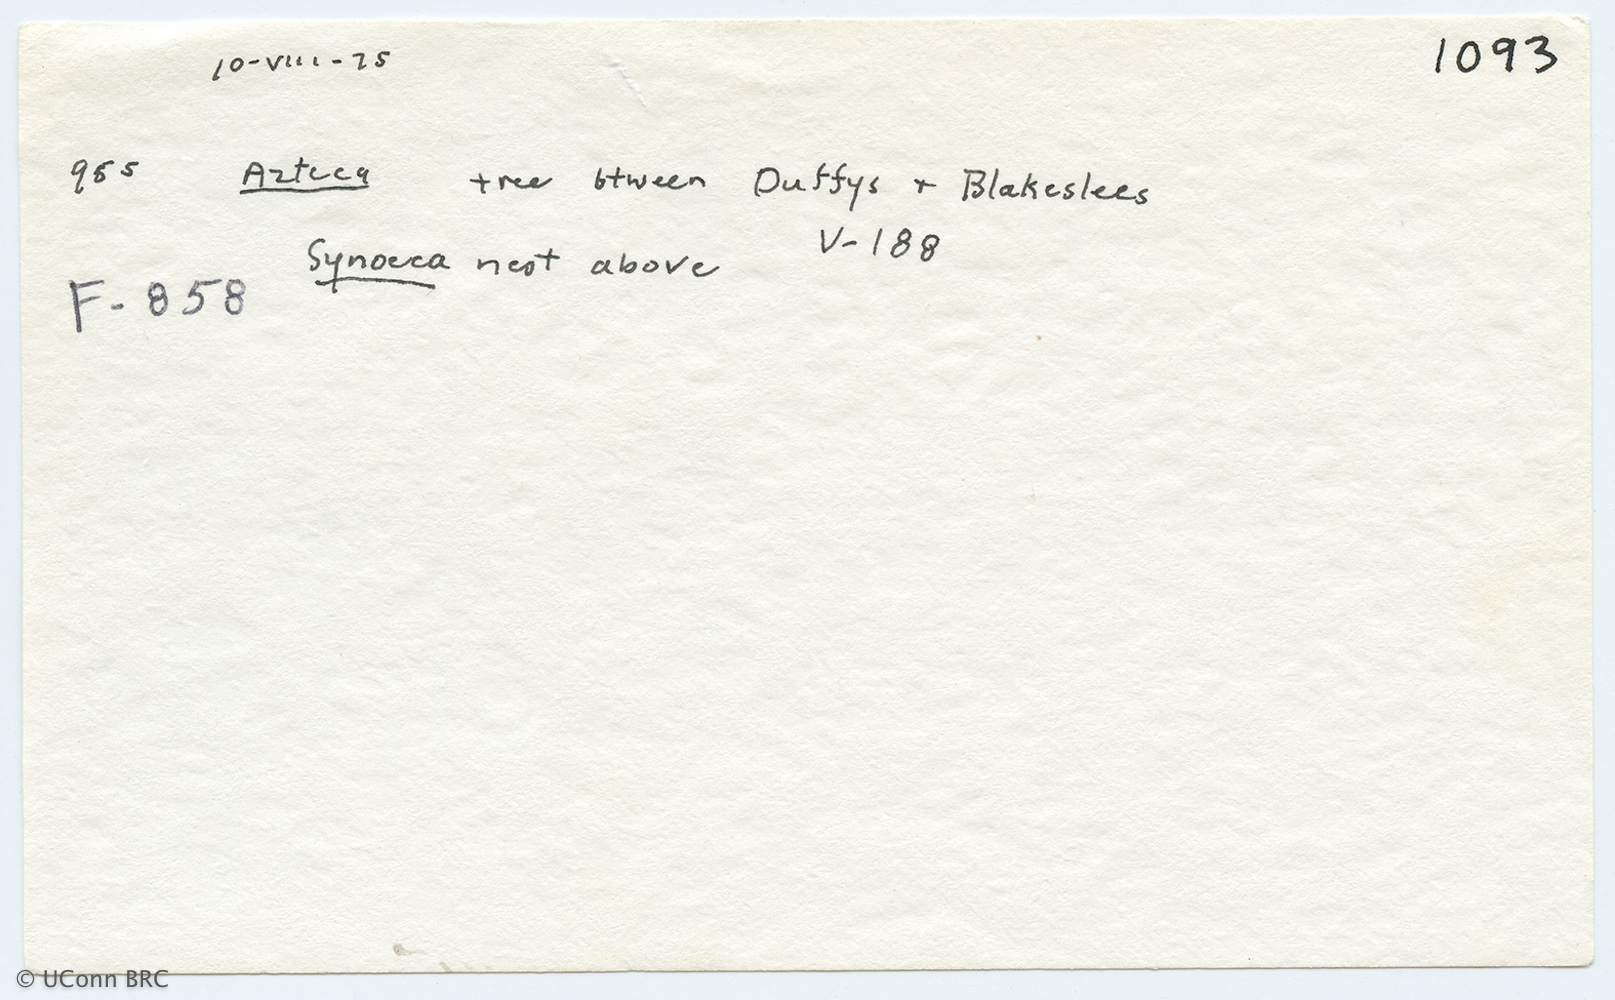 10-VIII-75
1093
955 Azteca tree btween Duffys + Blakeslees
V-188
Synoeca nest above
F-858
© UConn BRC